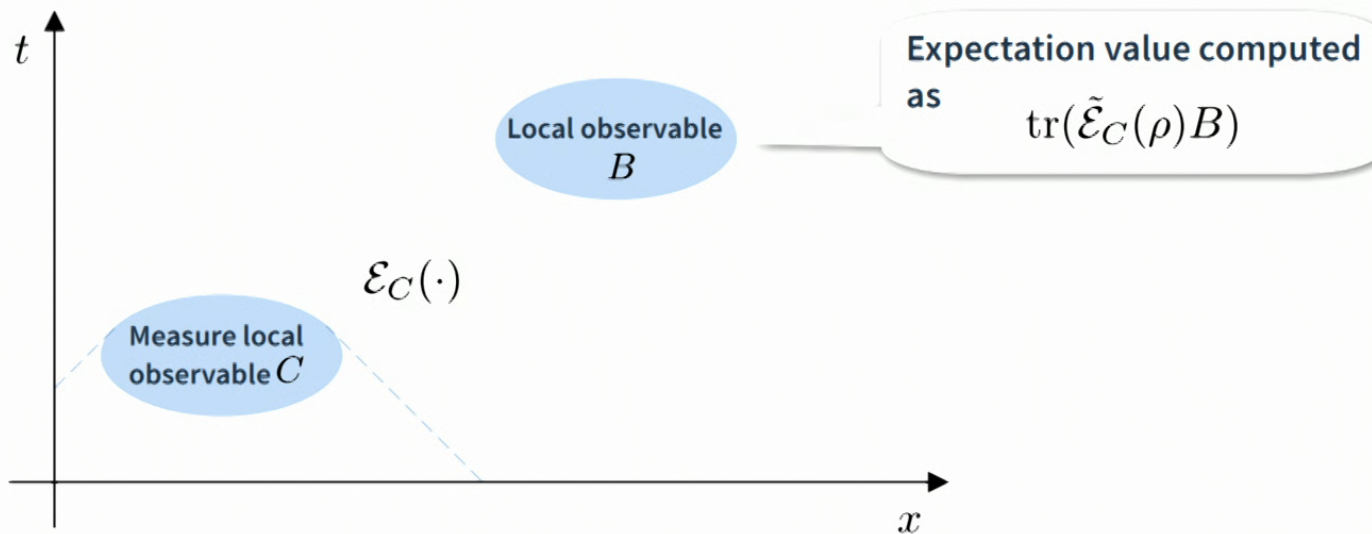 t
Expectation value computed
as
tr(ℰ̃_C(ρ)B)
Local observable
B
ℰ_C(·)
Measure local
observable C
x